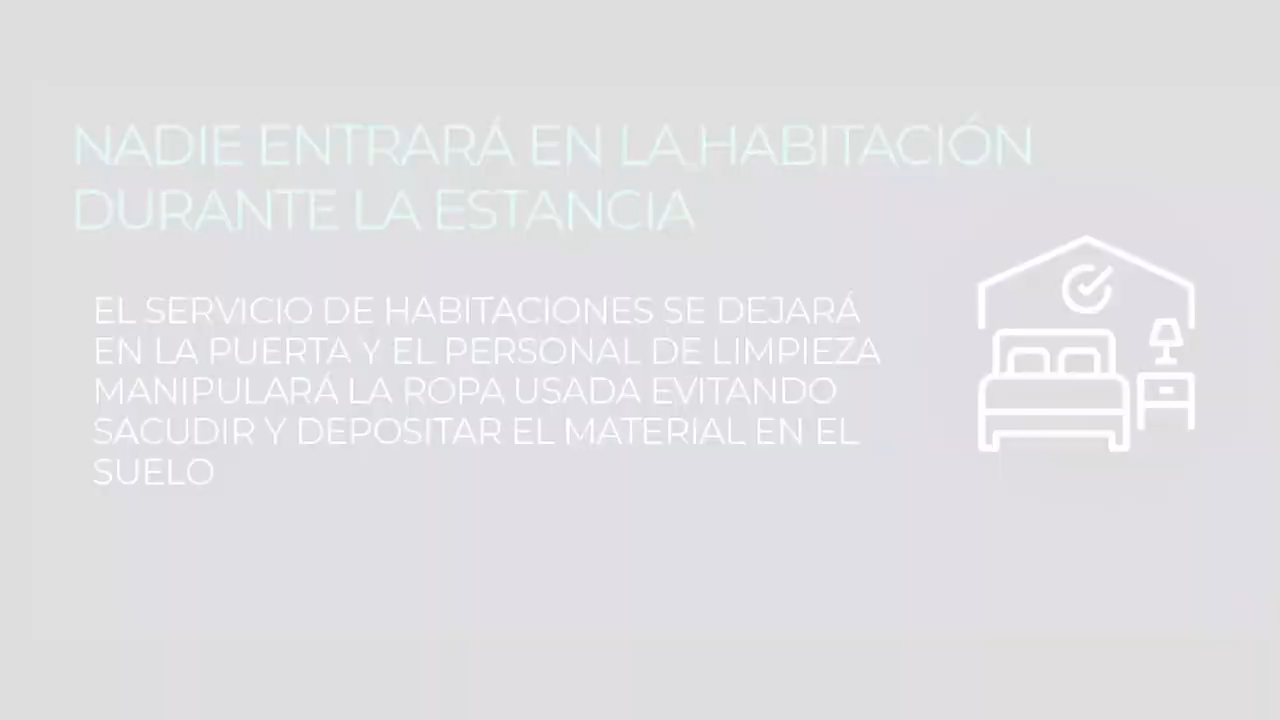 NADIE ENTRARÁ EN LA HABITACIÓN
DURANTE LA ESTANCIA
EL SERVICIO DE HABITACIONES SE DEJARÁ
EN LA PUERTA Y EL PERSONAL DE LIMPIEZA
MANIPULARÁ LA ROPA USADA EVITANDO
SACUDIR Y DEPOSITAR EL MATERIAL EN EL
SUELO